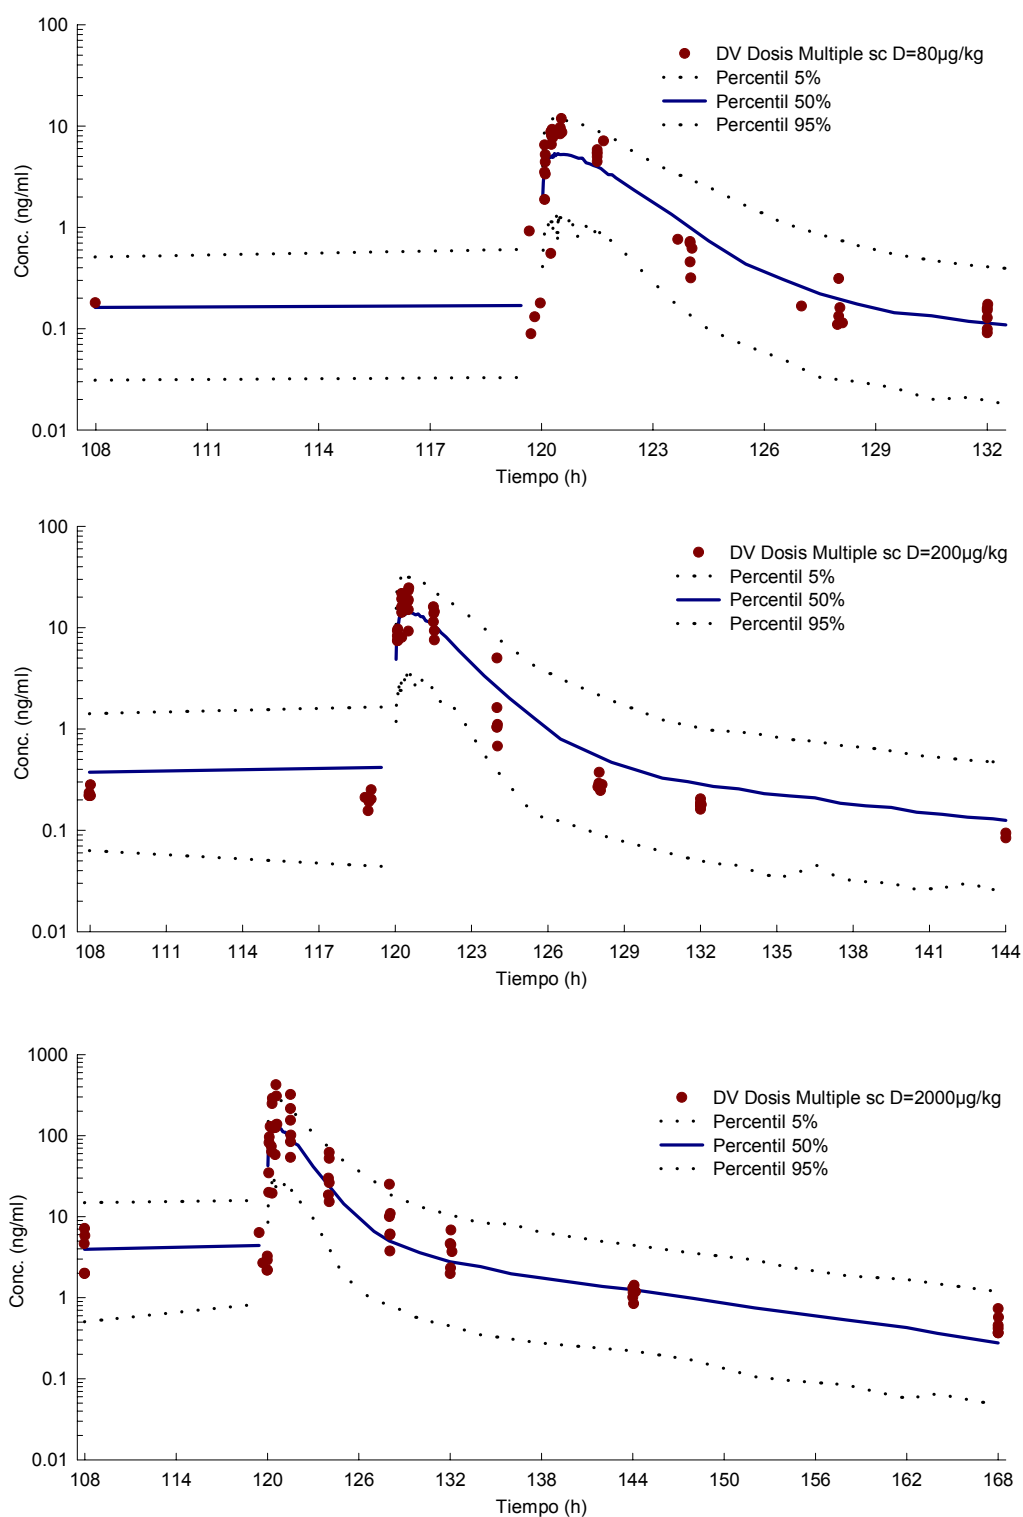 100
DV Dosis Multiple sc D=80µg/kg
Percentil 5%
Percentil 50%
Percentil 95%
10
1
0.1
0.01
Conc. (ng/ml)
108 111 114 117 120 123 126 129 132
Tiempo (h)
100
DV Dosis Multiple sc D=200µg/kg
Percentil 5%
Percentil 50%
Percentil 95%
10
1
0.1
0.01
Conc. (ng/ml)
108 111 114 117 120 123 126 129 132 135 138 141 144
Tiempo (h)
1000
DV Dosis Multiple sc D=2000µg/kg
Percentil 5%
Percentil 50%
Percentil 95%
100
10
1
0.1
0.01
Conc. (ng/ml)
108 114 120 126 132 138 144 150 156 162 168
Tiempo (h)